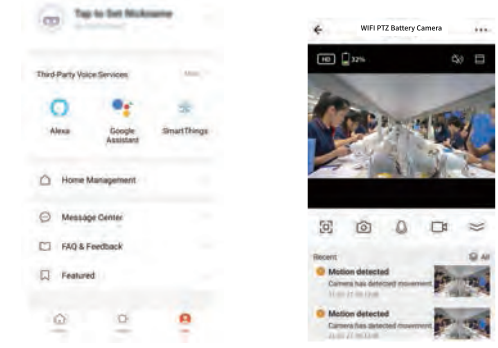 Tap to Set Nickname
Third-Party Voice Services
Alexa
Google
Assistant
SmartThings
Home Management
Message Center
FAQ & Feedback
Featured
WIFI PTZ Battery Camera
HD 32%
Recent All
Motion detected
Camera has detected movement.
Motion detected
Camera has detected movement.